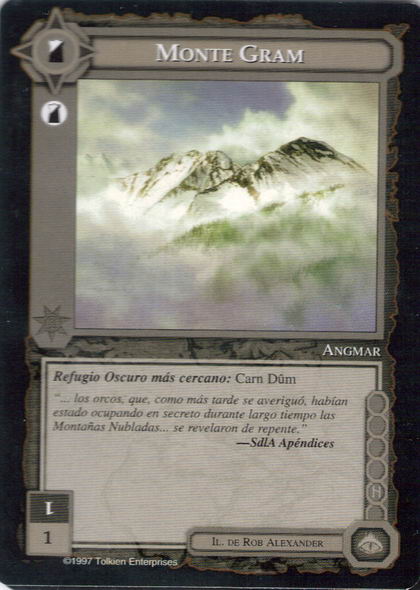 MONTE GRAM
ANGMAR
Refugio Oscuro más cercano: Carn Dûm
“... los orcos, que, como más tarde se averiguó, habían
estado ocupando en secreto durante largo tiempo las
Montañas Nubladas... se revelaron de repente.”
—SdlA Apéndices
1
IL. DE ROB ALEXANDER
©1997 Tolkien Enterprises